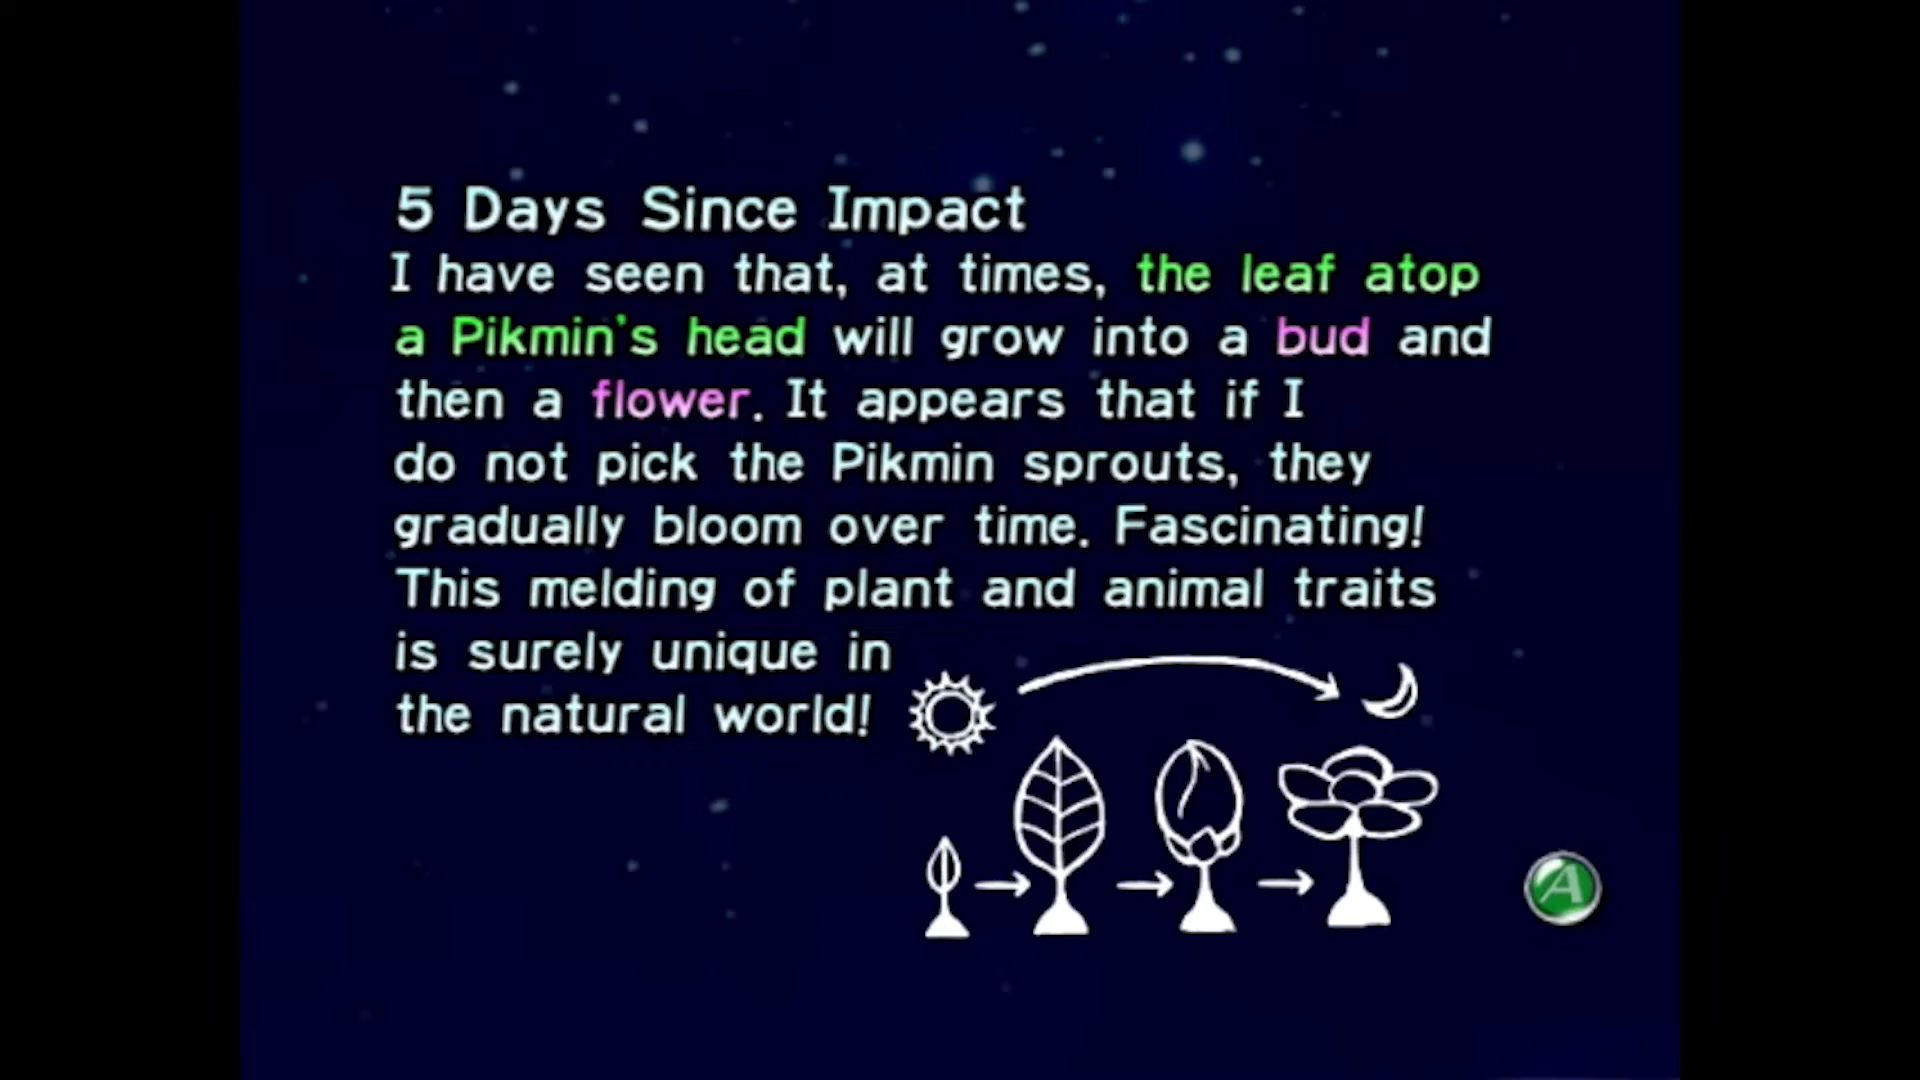 5 Days Since Impact
I have seen that, at times, the leaf atop
a Pikmin's head will grow into a bud and
then a flower. It appears that if I
do not pick the Pikmin sprouts, they
gradually bloom over time. Fascinating!
This melding of plant and animal traits
is surely unique in
the natural world!
A